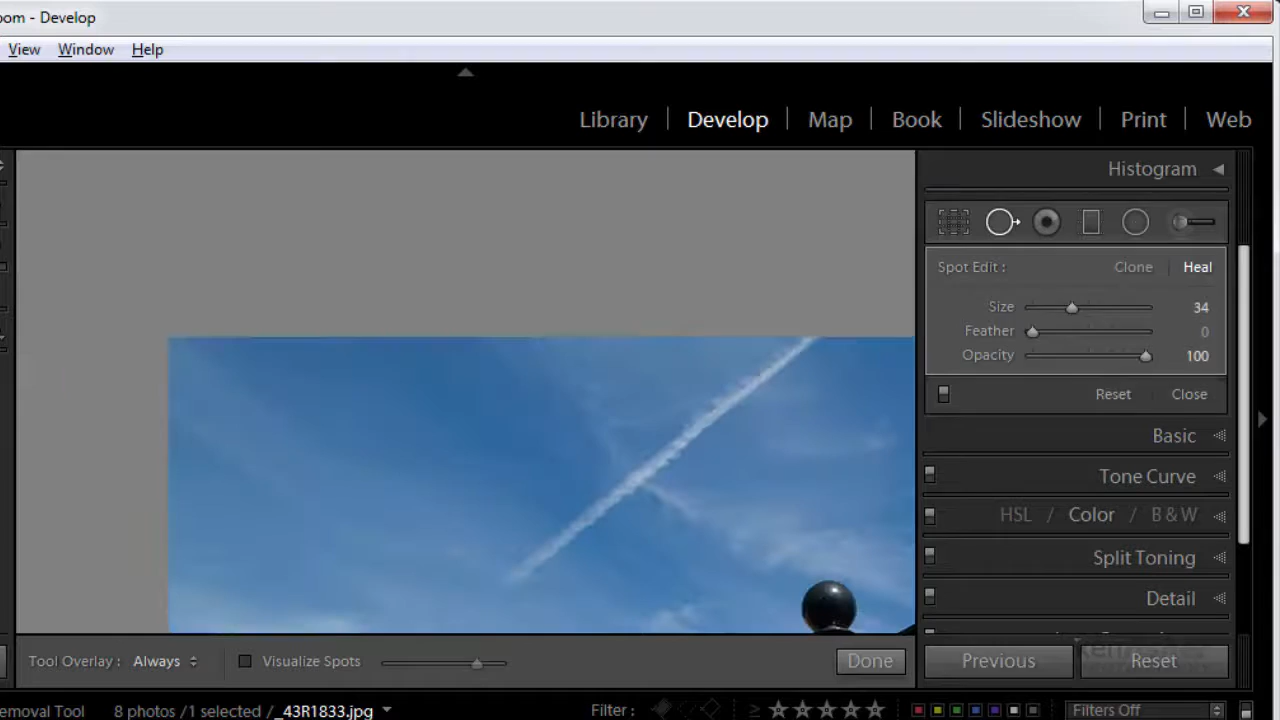 oom - Develop
View Window Help
Library Develop Map Book Slideshow Print Web
Histogram
Spot Edit : Clone Heal
Size 34
Feather 0
Opacity 100
Reset Close
Basic
Tone Curve
HSL / Color / B & W
Split Toning
Detail
Tool Overlay : Always Visualize Spots Done Previous Reset
emoval Tool 8 photos /1 selected /_43R1833.jpg Filter : Filters Off